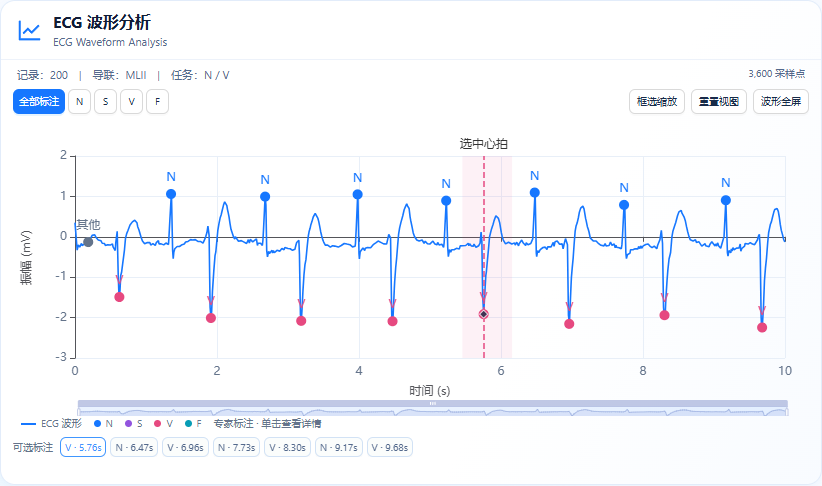 ECG 波形分析
ECG Waveform Analysis
记录：200 | 导联：MLII | 任务：N / V
3,600 采样点
全部标注 N S V F
框选缩放 重置视图 波形全屏
选中心拍
2
1
0
-1
-2
-3
振幅 (mV)
其他
N N N N N N N
V V V V V V V V
0 2 4 6 8 10
时间 (s)
ECG 波形 N S V F 专家标注 · 单击查看详情
可选标注 V · 5.76s N · 6.47s V · 6.96s N · 7.73s V · 8.30s N · 9.17s V · 9.68s